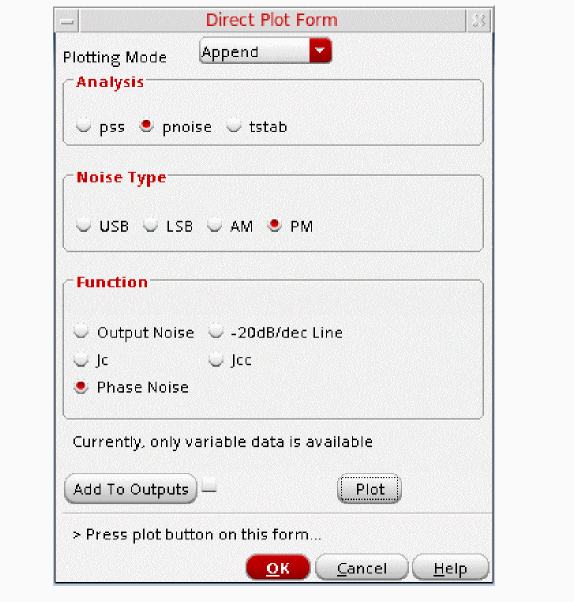 Direct Plot Form
Plotting Mode Append
Analysis
pss pnoise tstab
Noise Type
USB LSB AM PM
Function
Output Noise -20dB/dec Line
Jc Jcc
Phase Noise
Currently, only variable data is available
Add To Outputs Plot
> Press plot button on this form...
OK Cancel Help